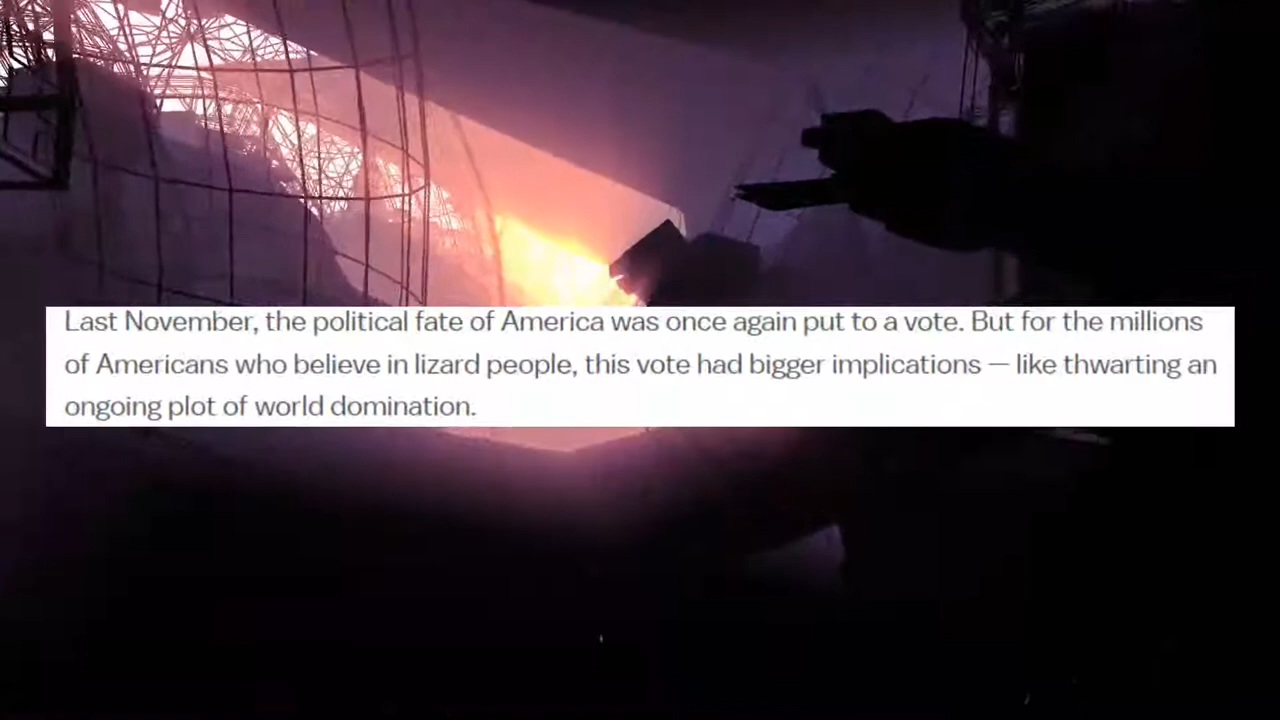 Last November, the political fate of America was once again put to a vote. But for the millions
of Americans who believe in lizard people, this vote had bigger implications — like thwarting an
ongoing plot of world domination.